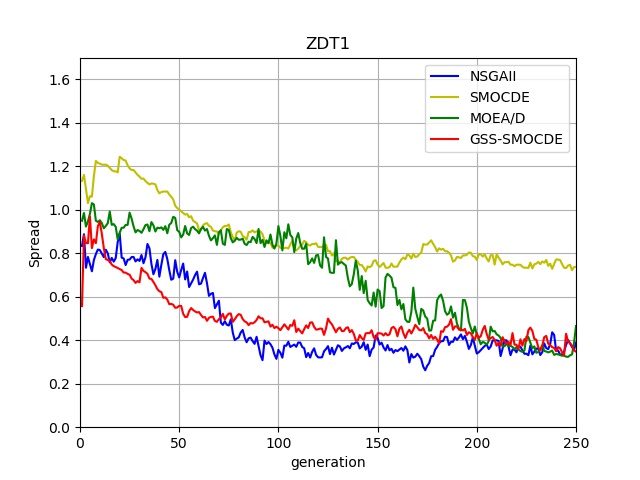 ZDT1
NSGAII
SMOCDE
MOEA/D
GSS-SMOCDE
Spread
1.6
1.4
1.2
1.0
0.8
0.6
0.4
0.2
0.0
0 50 100 150 200 250
generation